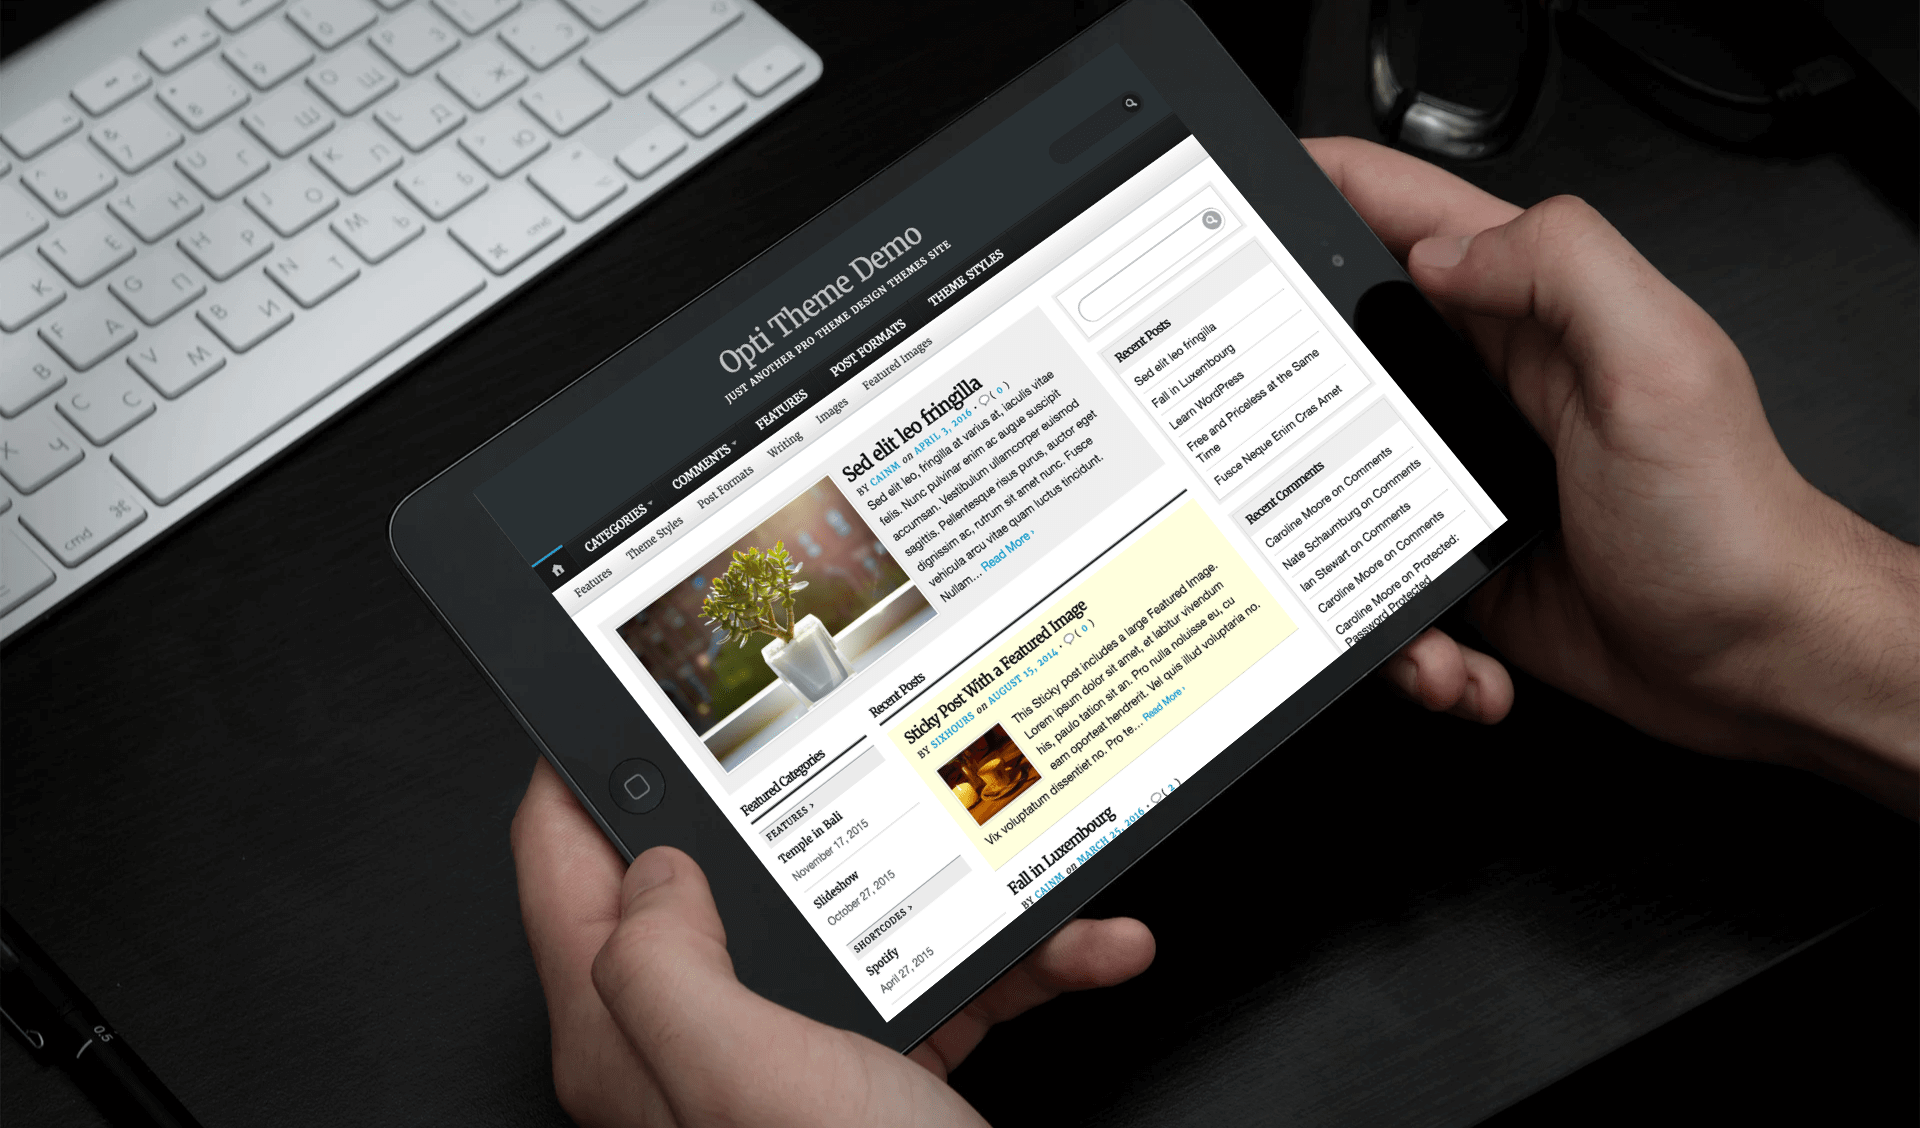 Opti Theme Demo
JUST ANOTHER PRO THEME DESIGN THEMES SITE
CATEGORIES
COMMENTS
FEATURES
POST FORMATS
THEME STYLES
Features
Theme Styles
Post Formats
Writing
Images
Featured Images
Sed elit leo fringilla
BY CAINM on APRIL 3, 2016 · ( 0 )
Sed elit leo, fringilla at varius at, iaculis vitae
felis. Nunc pulvinar enim ac augue suscipit
accumsan. Vestibulum ullamcorper euismod
sagittis. Pellentesque risus purus, auctor eget
dignissim ac, rutrum sit amet nunc. Fusce
vehicula arcu vitae quam luctus tincidunt.
Nullam... Read More ›
Featured Categories
FEATURES ›
Temple in Bali
November 17, 2015
Slideshow
October 27, 2015
SHORTCODES ›
Spotify
April 27, 2015
Recent Posts
Sticky Post With a Featured Image
BY SIXHOURS on AUGUST 15, 2014 · ( 0 )
This Sticky post includes a large Featured Image.
Lorem ipsum dolor sit amet, et labitur vivendum
his, paulo tation sit an. Pro nulla noluisse eu, cu
eam oporteat hendrerit. Vel quis illud voluptaria no.
Vix voluptatum dissentiet no. Pro te... Read More ›
Fall in Luxembourg
BY CAINM on MARCH 25, 2016 · ( 2 )
Recent Posts
Sed elit leo fringilla
Fall in Luxembourg
Learn WordPress
Free and Priceless at the Same
Time
Fusce Neque Enim Cras Amet
Recent Comments
Caroline Moore on Comments
Nate Schaumburg on Comments
Ian Stewart on Comments
Caroline Moore on Comments
Caroline Moore on Protected:
Password Protected
cmd
cmd
0.5